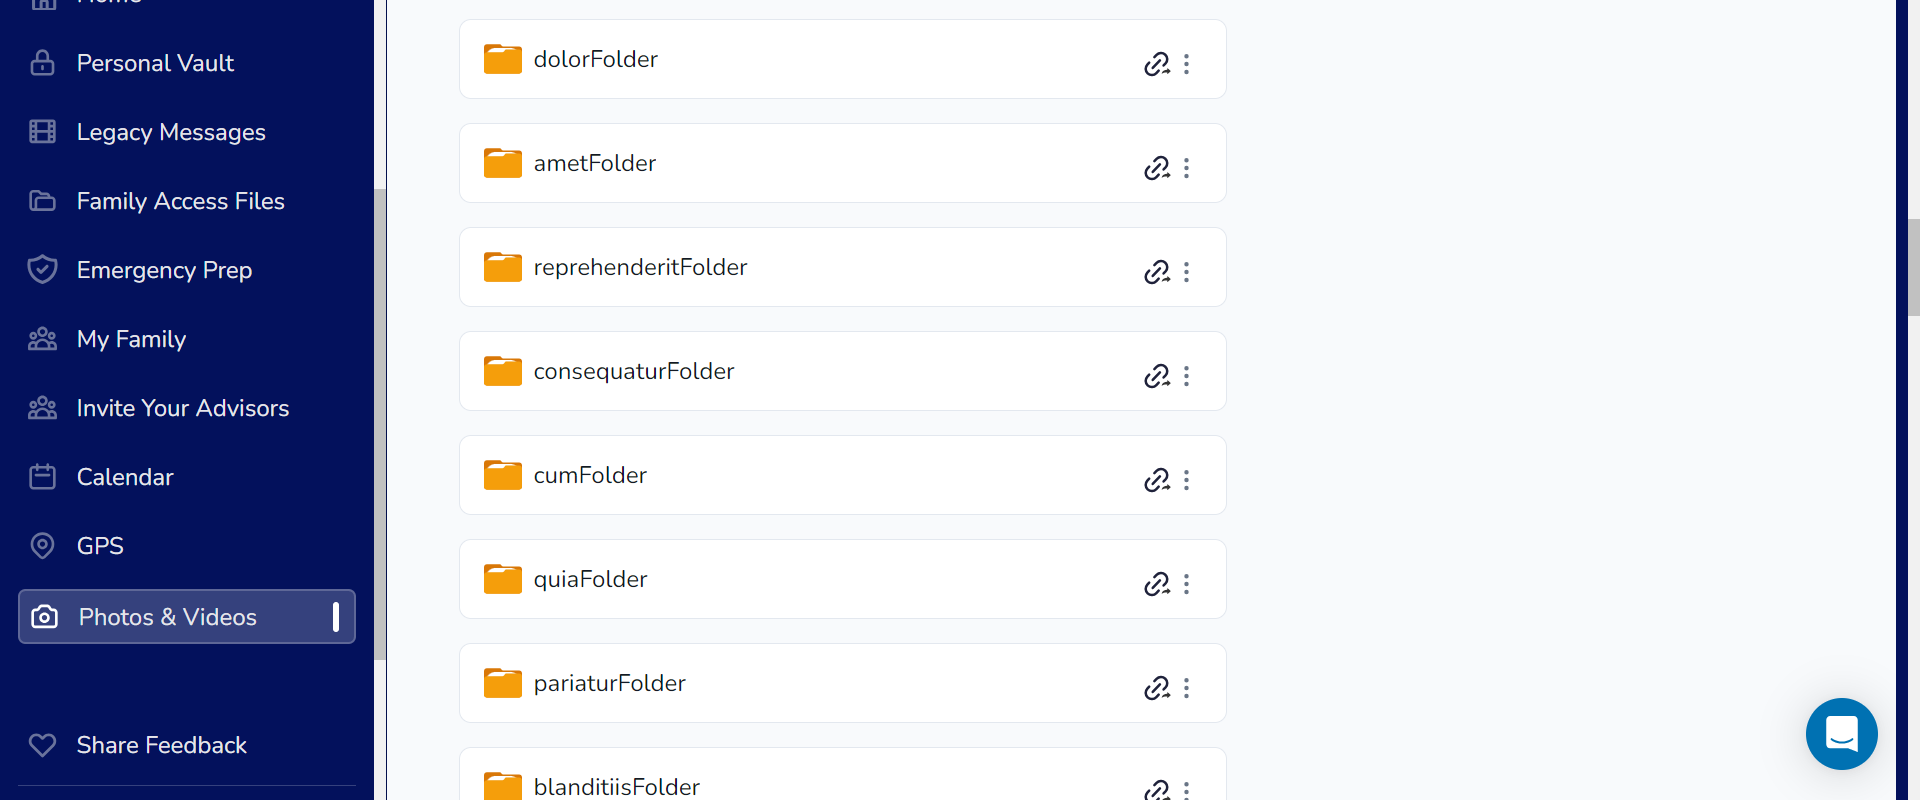 Home
Personal Vault
Legacy Messages
Family Access Files
Emergency Prep
My Family
Invite Your Advisors
Calendar
GPS
Photos & Videos
Share Feedback
dolorFolder
ametFolder
reprehenderitFolder
consequaturFolder
cumFolder
quiaFolder
pariaturFolder
blanditiisFolder